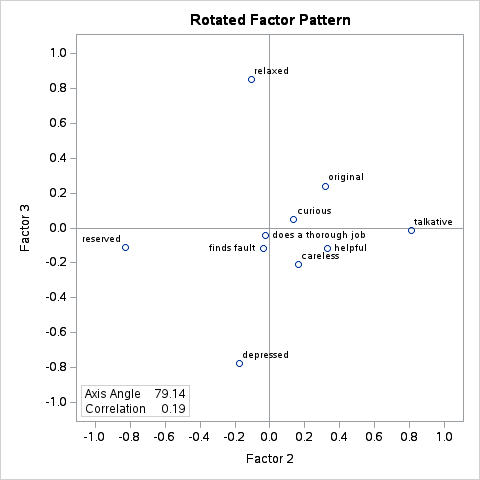 Rotated Factor Pattern
1.0
0.8
0.6
0.4
0.2
0.0
-0.2
-0.4
-0.6
-0.8
-1.0
Factor 3
relaxed
original
curious
talkative
reserved
does a thorough job
finds fault
helpful
careless
depressed
Axis Angle 79.14
Correlation 0.19
-1.0 -0.8 -0.6 -0.4 -0.2 0.0 0.2 0.4 0.6 0.8 1.0
Factor 2